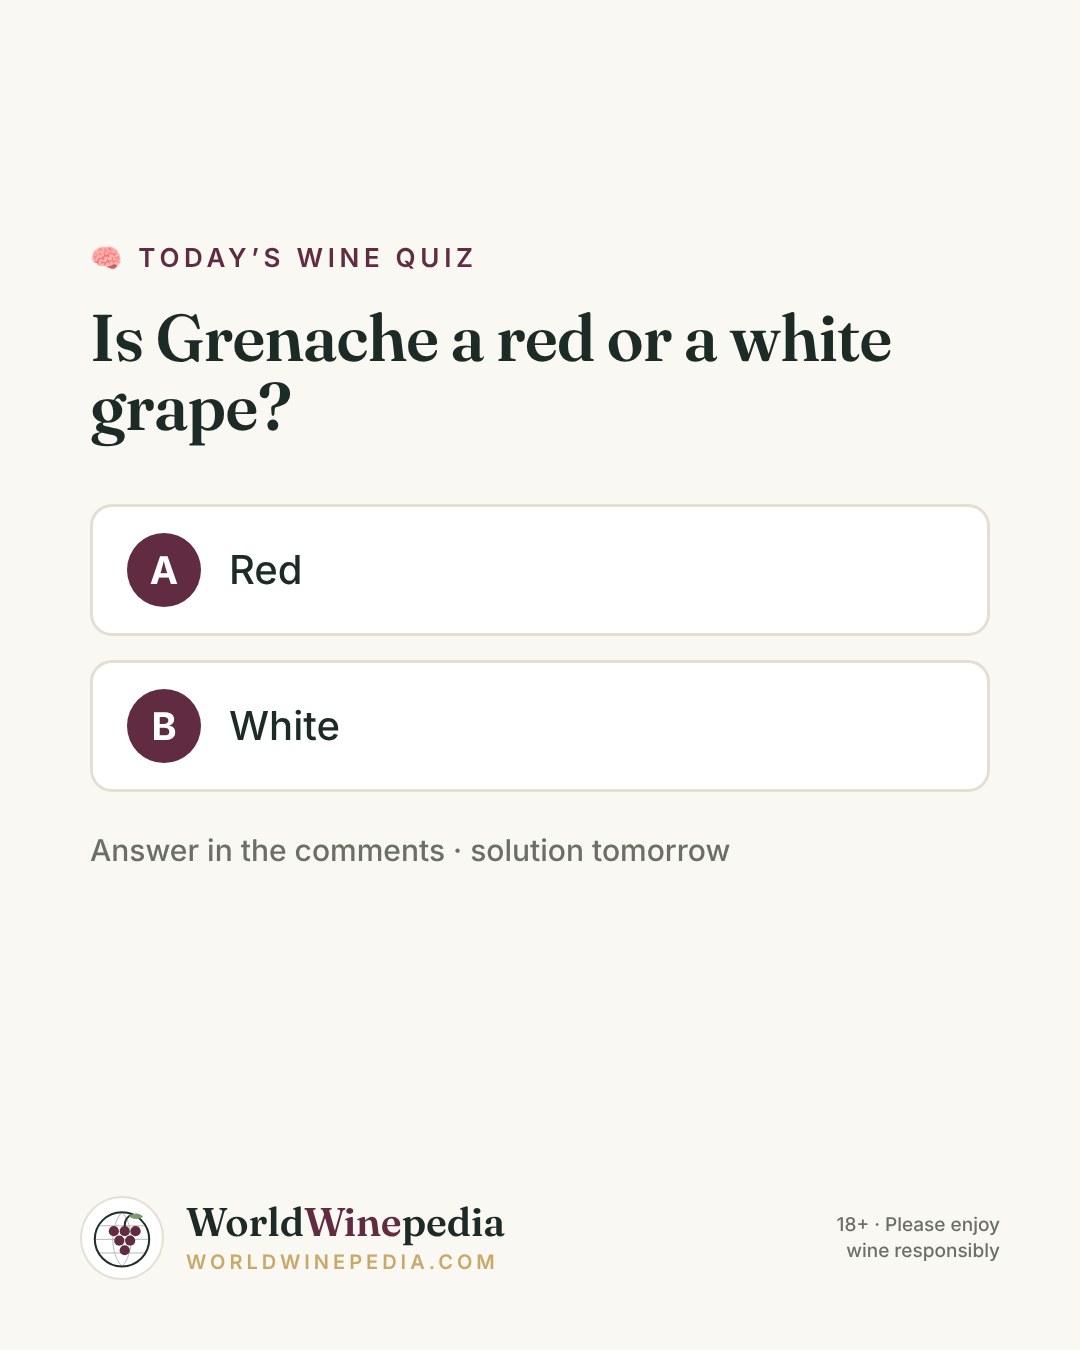 🧠 TODAY’S WINE QUIZ
Is Grenache a red or a white
grape?
A Red
B White
Answer in the comments · solution tomorrow
WorldWinepedia
WORLDWINEPEDIA.COM
18+ · Please enjoy
wine responsibly